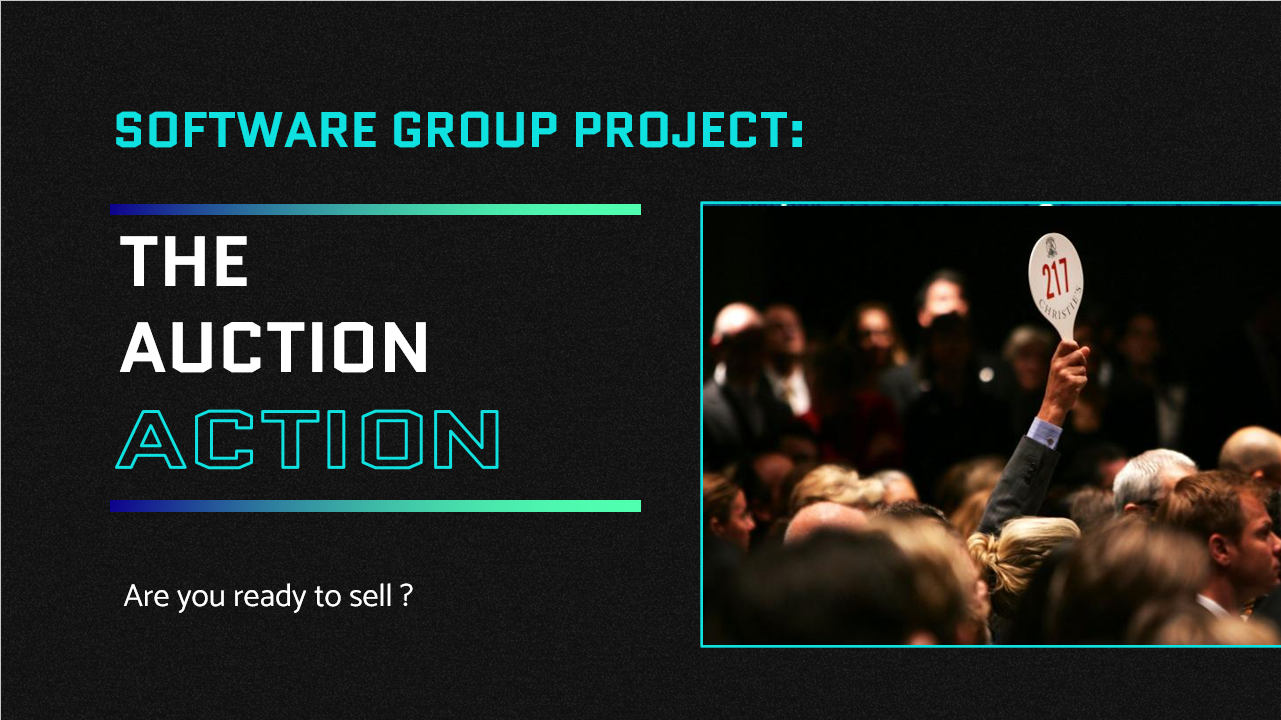 SOFTWARE GROUP PROJECT:
THE
AUCTION
ACTION
Are you ready to sell ?
217
CHRISTIE'S